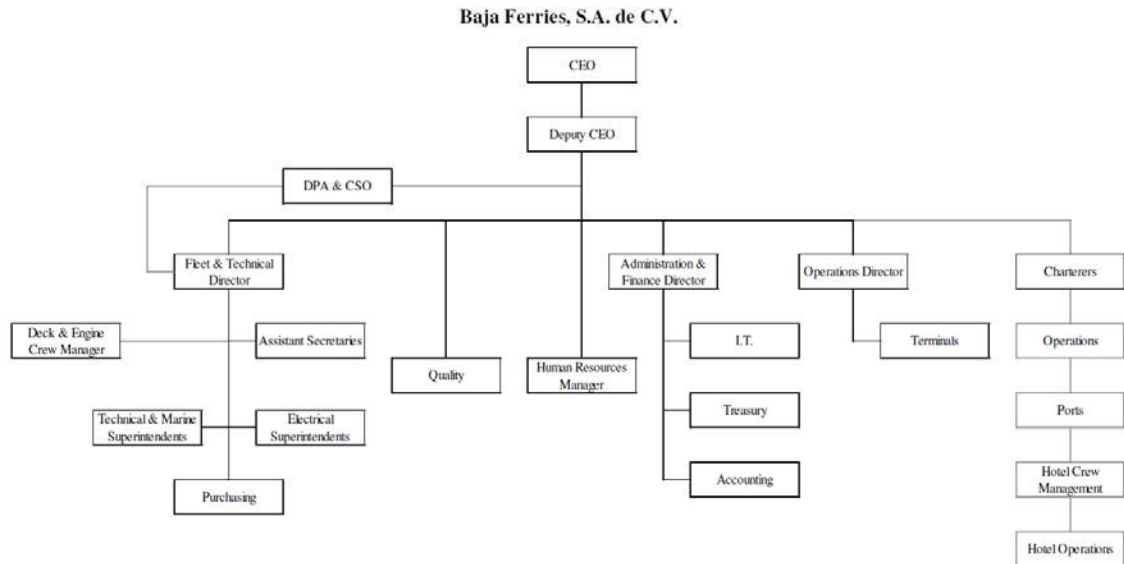 Baja Ferries, S.A. de C.V.
CEO
Deputy CEO
DPA & CSO
Fleet & Technical
Director
Administration &
Finance Director
Operations Director
Charterers
Deck & Engine
Crew Manager
Assistant Secretaries
I.T.
Terminals
Operations
Quality
Human Resources
Manager
Technical & Marine
Superintendents
Electrical
Superintendents
Treasury
Ports
Purchasing
Accounting
Hotel Crew
Management
Hotel Operations